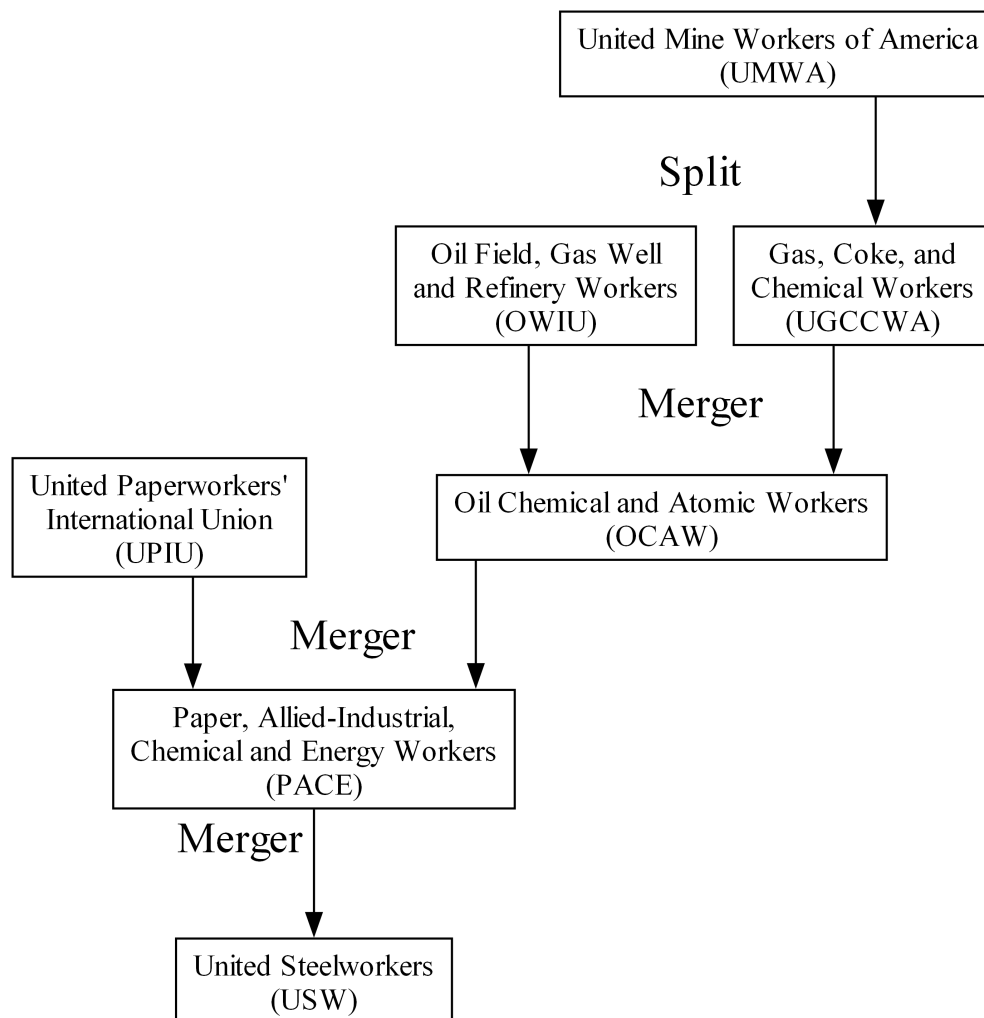 United Mine Workers of America
(UMWA)
Split
Oil Field, Gas Well
and Refinery Workers
(OWIU)
Gas, Coke, and
Chemical Workers
(UGCCWA)
Merger
United Paperworkers'
International Union
(UPIU)
Oil Chemical and Atomic Workers
(OCAW)
Merger
Paper, Allied-Industrial,
Chemical and Energy Workers
(PACE)
Merger
United Steelworkers
(USW)